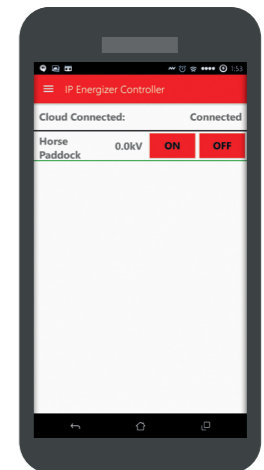 1:53
IP Energizer Controller
Cloud Connected: Connected
Horse Paddock 0.0kV ON OFF